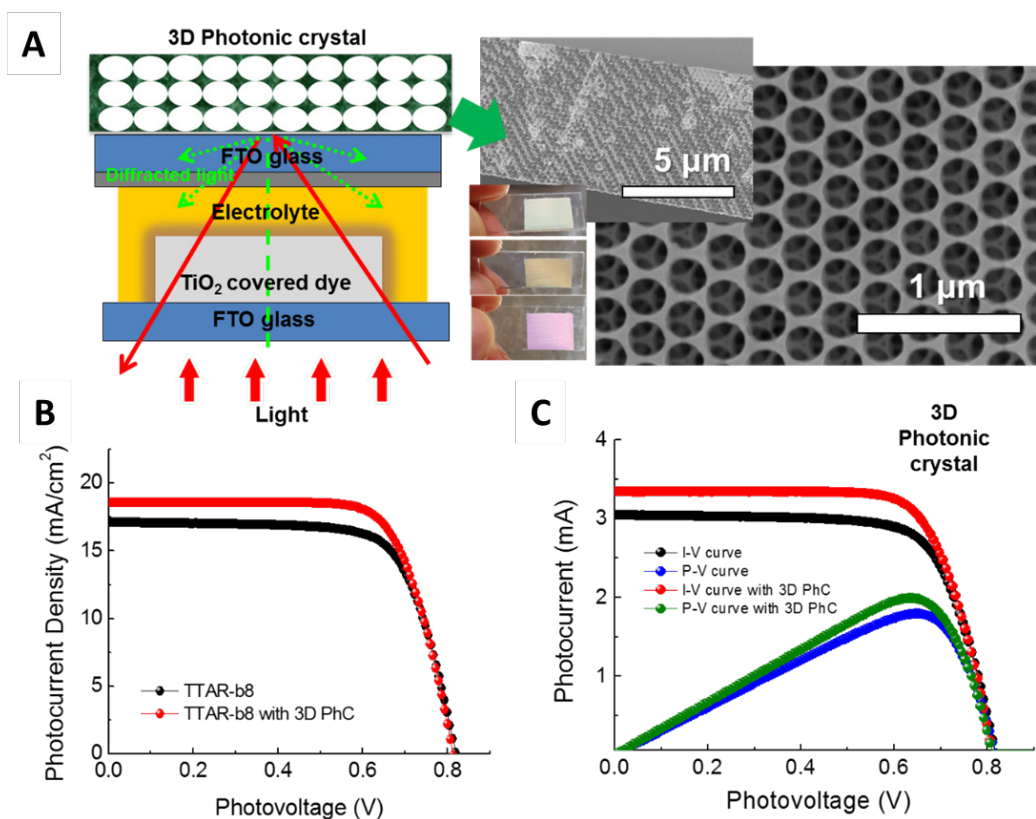 A
3D Photonic crystal
FTO glass
Diffracted light
Electrolyte
TiO₂ covered dye
FTO glass
Light
5 μm
1 μm
B
Photocurrent Density (mA/cm²)
20
15
10
5
0
TTAR-b8
TTAR-b8 with 3D PhC
0.0 0.2 0.4 0.6 0.8
Photovoltage (V)
C
3D
Photonic
crystal
Photocurrent (mA)
4
3
2
1
I-V curve
P-V curve
I-V curve with 3D PhC
P-V curve with 3D PhC
0.0 0.2 0.4 0.6 0.8
Photovoltage (V)